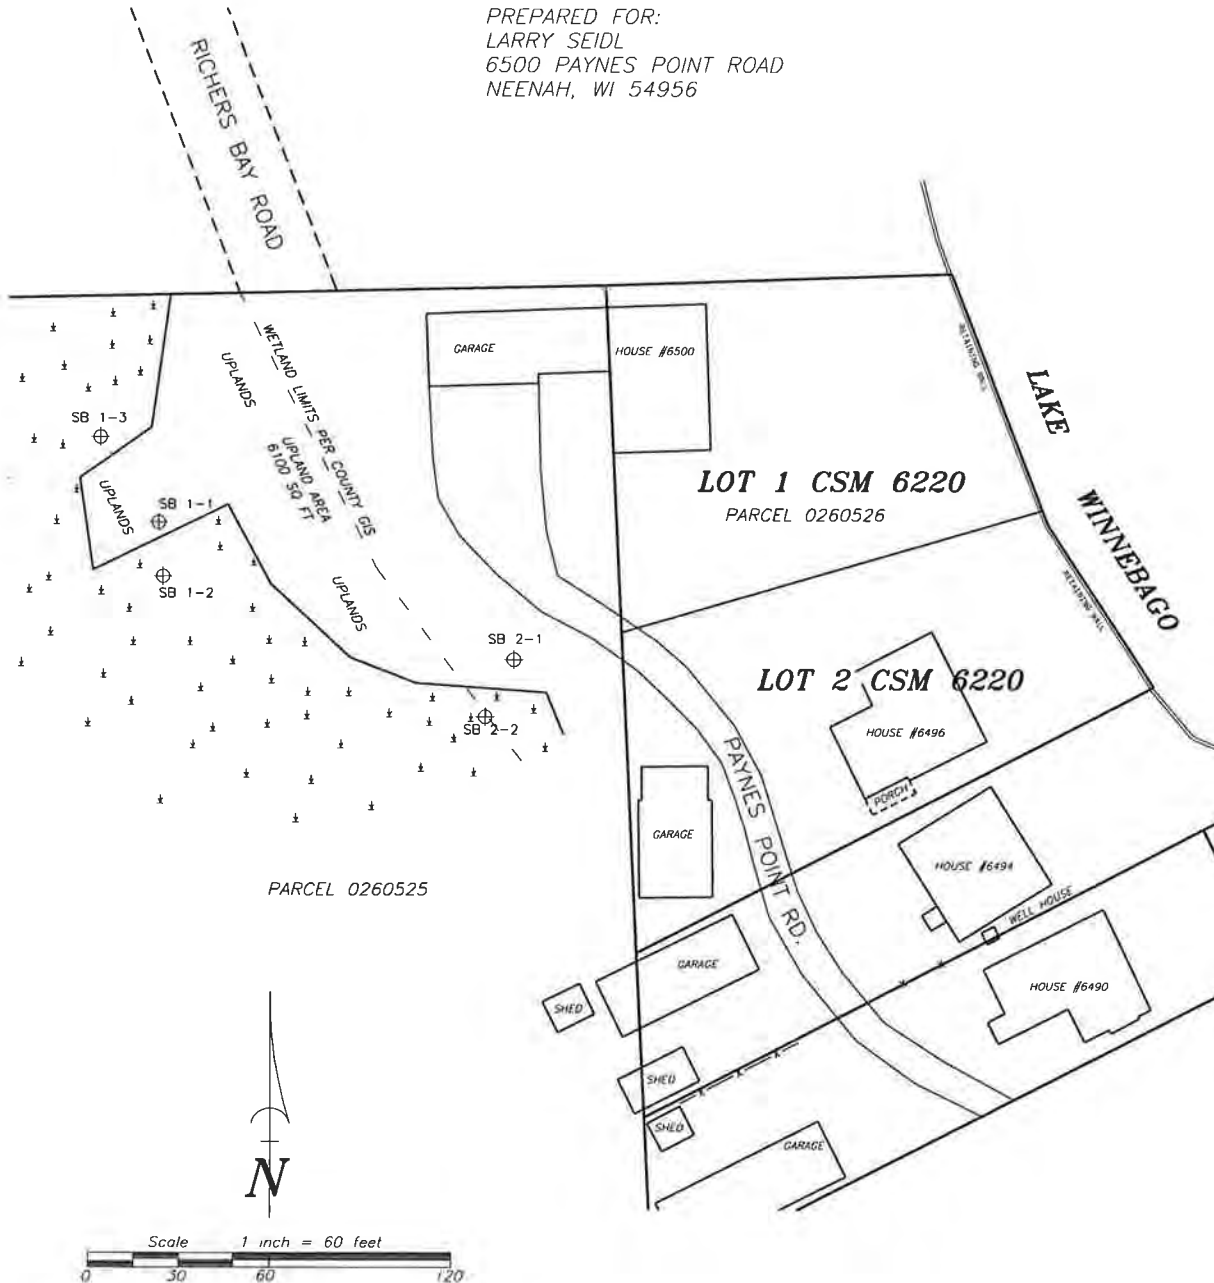 PREPARED FOR:
LARRY SEIDL
6500 PAYNES POINT ROAD
NEENAH, WI 54956
RICHERS BAY ROAD
WETLAND LIMITS PER COUNTY GIS
UPLANDS
UPLAND AREA
6100 SQ FT
GARAGE
HOUSE #6500
RETAINING WALL
LAKE
WINNEBAGO
SB 1-3
UPLANDS
SB 1-1
SB 1-2
UPLANDS
LOT 1 CSM 6220
PARCEL 0260526
RETAINING WALL
SB 2-1
SB 2-2
LOT 2 CSM 6220
HOUSE #6496
PORCH
PAYNES POINT RD.
GARAGE
HOUSE #6494
WELL HOUSE
PARCEL 0260525
GARAGE
SHED
HOUSE #6490
SHED
SHED
GARAGE
N
Scale 1 inch = 60 feet
0 30 60 120